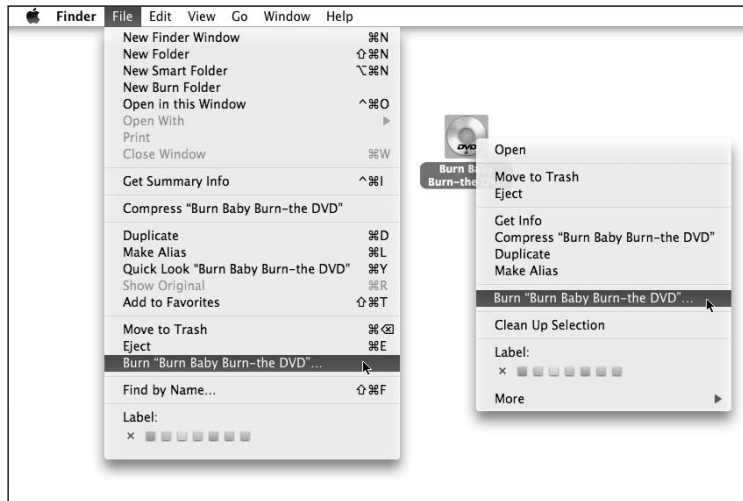 Finder File Edit View Go Window Help
New Finder Window ⌘N
New Folder ⇧⌘N
New Smart Folder ⌥⌘N
New Burn Folder
Open in this Window ^⌘O
Open With ▶
Print
Close Window ⌘W
Get Summary Info ^⌘I
Compress “Burn Baby Burn–the DVD”
Duplicate ⌘D
Make Alias ⌘L
Quick Look “Burn Baby Burn–the DVD” ⌘Y
Show Original ⌘R
Add to Favorites ⇧⌘T
Move to Trash ⌘⌫
Eject ⌘E
Burn “Burn Baby Burn–the DVD”...
Find by Name... ⇧⌘F
Label:
×
DVD
Burn
Burn–the
Open
Move to Trash
Eject
Get Info
Compress “Burn Baby Burn–the DVD”
Duplicate
Make Alias
Burn “Burn Baby Burn–the DVD”...
Clean Up Selection
Label:
×
More ▶